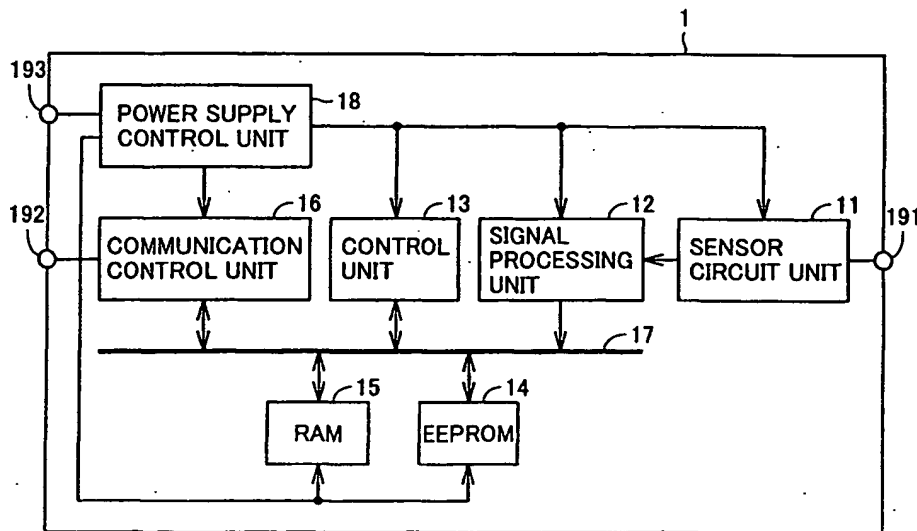 1
193
POWER SUPPLY
CONTROL UNIT
18
192
16
COMMUNICATION
CONTROL UNIT
13
CONTROL
UNIT
12
SIGNAL
PROCESSING
UNIT
11
SENSOR
CIRCUIT UNIT
191
17
15
RAM
14
EEPROM